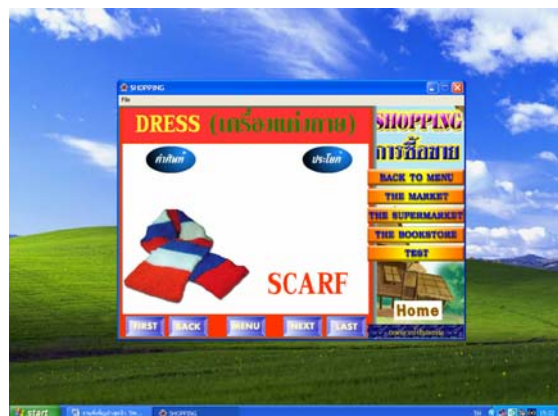 SHOPPING
File
DRESS (เครื่องแต่งกาย)
คำศัพท์
ประโยค
SCARF
FIRST
BACK
MENU
NEXT
LAST
SHOPPING
การซื้อขาย
BACK TO MENU
THE MARKET
THE SUPERMARKET
THE BOOKSTORE
TEST
Home
start
SHOPPING
TH